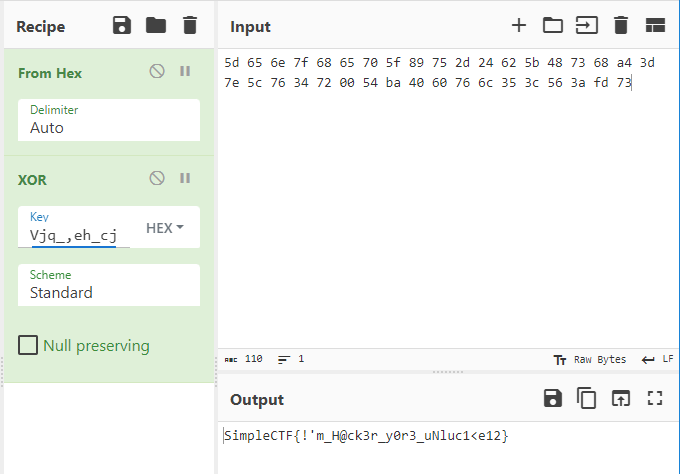 Recipe
From Hex
Delimiter
Auto
XOR
Key
Vjq_,eh_cj
HEX
Scheme
Standard
Null preserving
Input
5d 65 6e 7f 68 65 70 5f 89 75 2d 24 62 5b 48 73 68 a4 3d
7e 5c 76 34 72 00 54 ba 40 60 76 6c 35 3c 56 3a fd 73
ABC 110 1
Tт Raw Bytes LF
Output
SimpleCTF{!'m_H@ck3r_y0r3_uNluc1<e12}